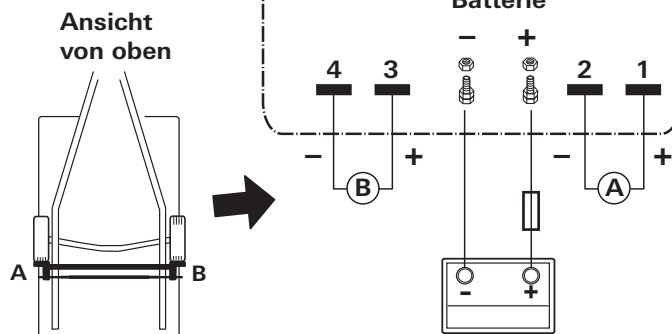 Batterie
Ansicht
von oben
− +
4 3 2 1
− + − +
B A
A B
- +